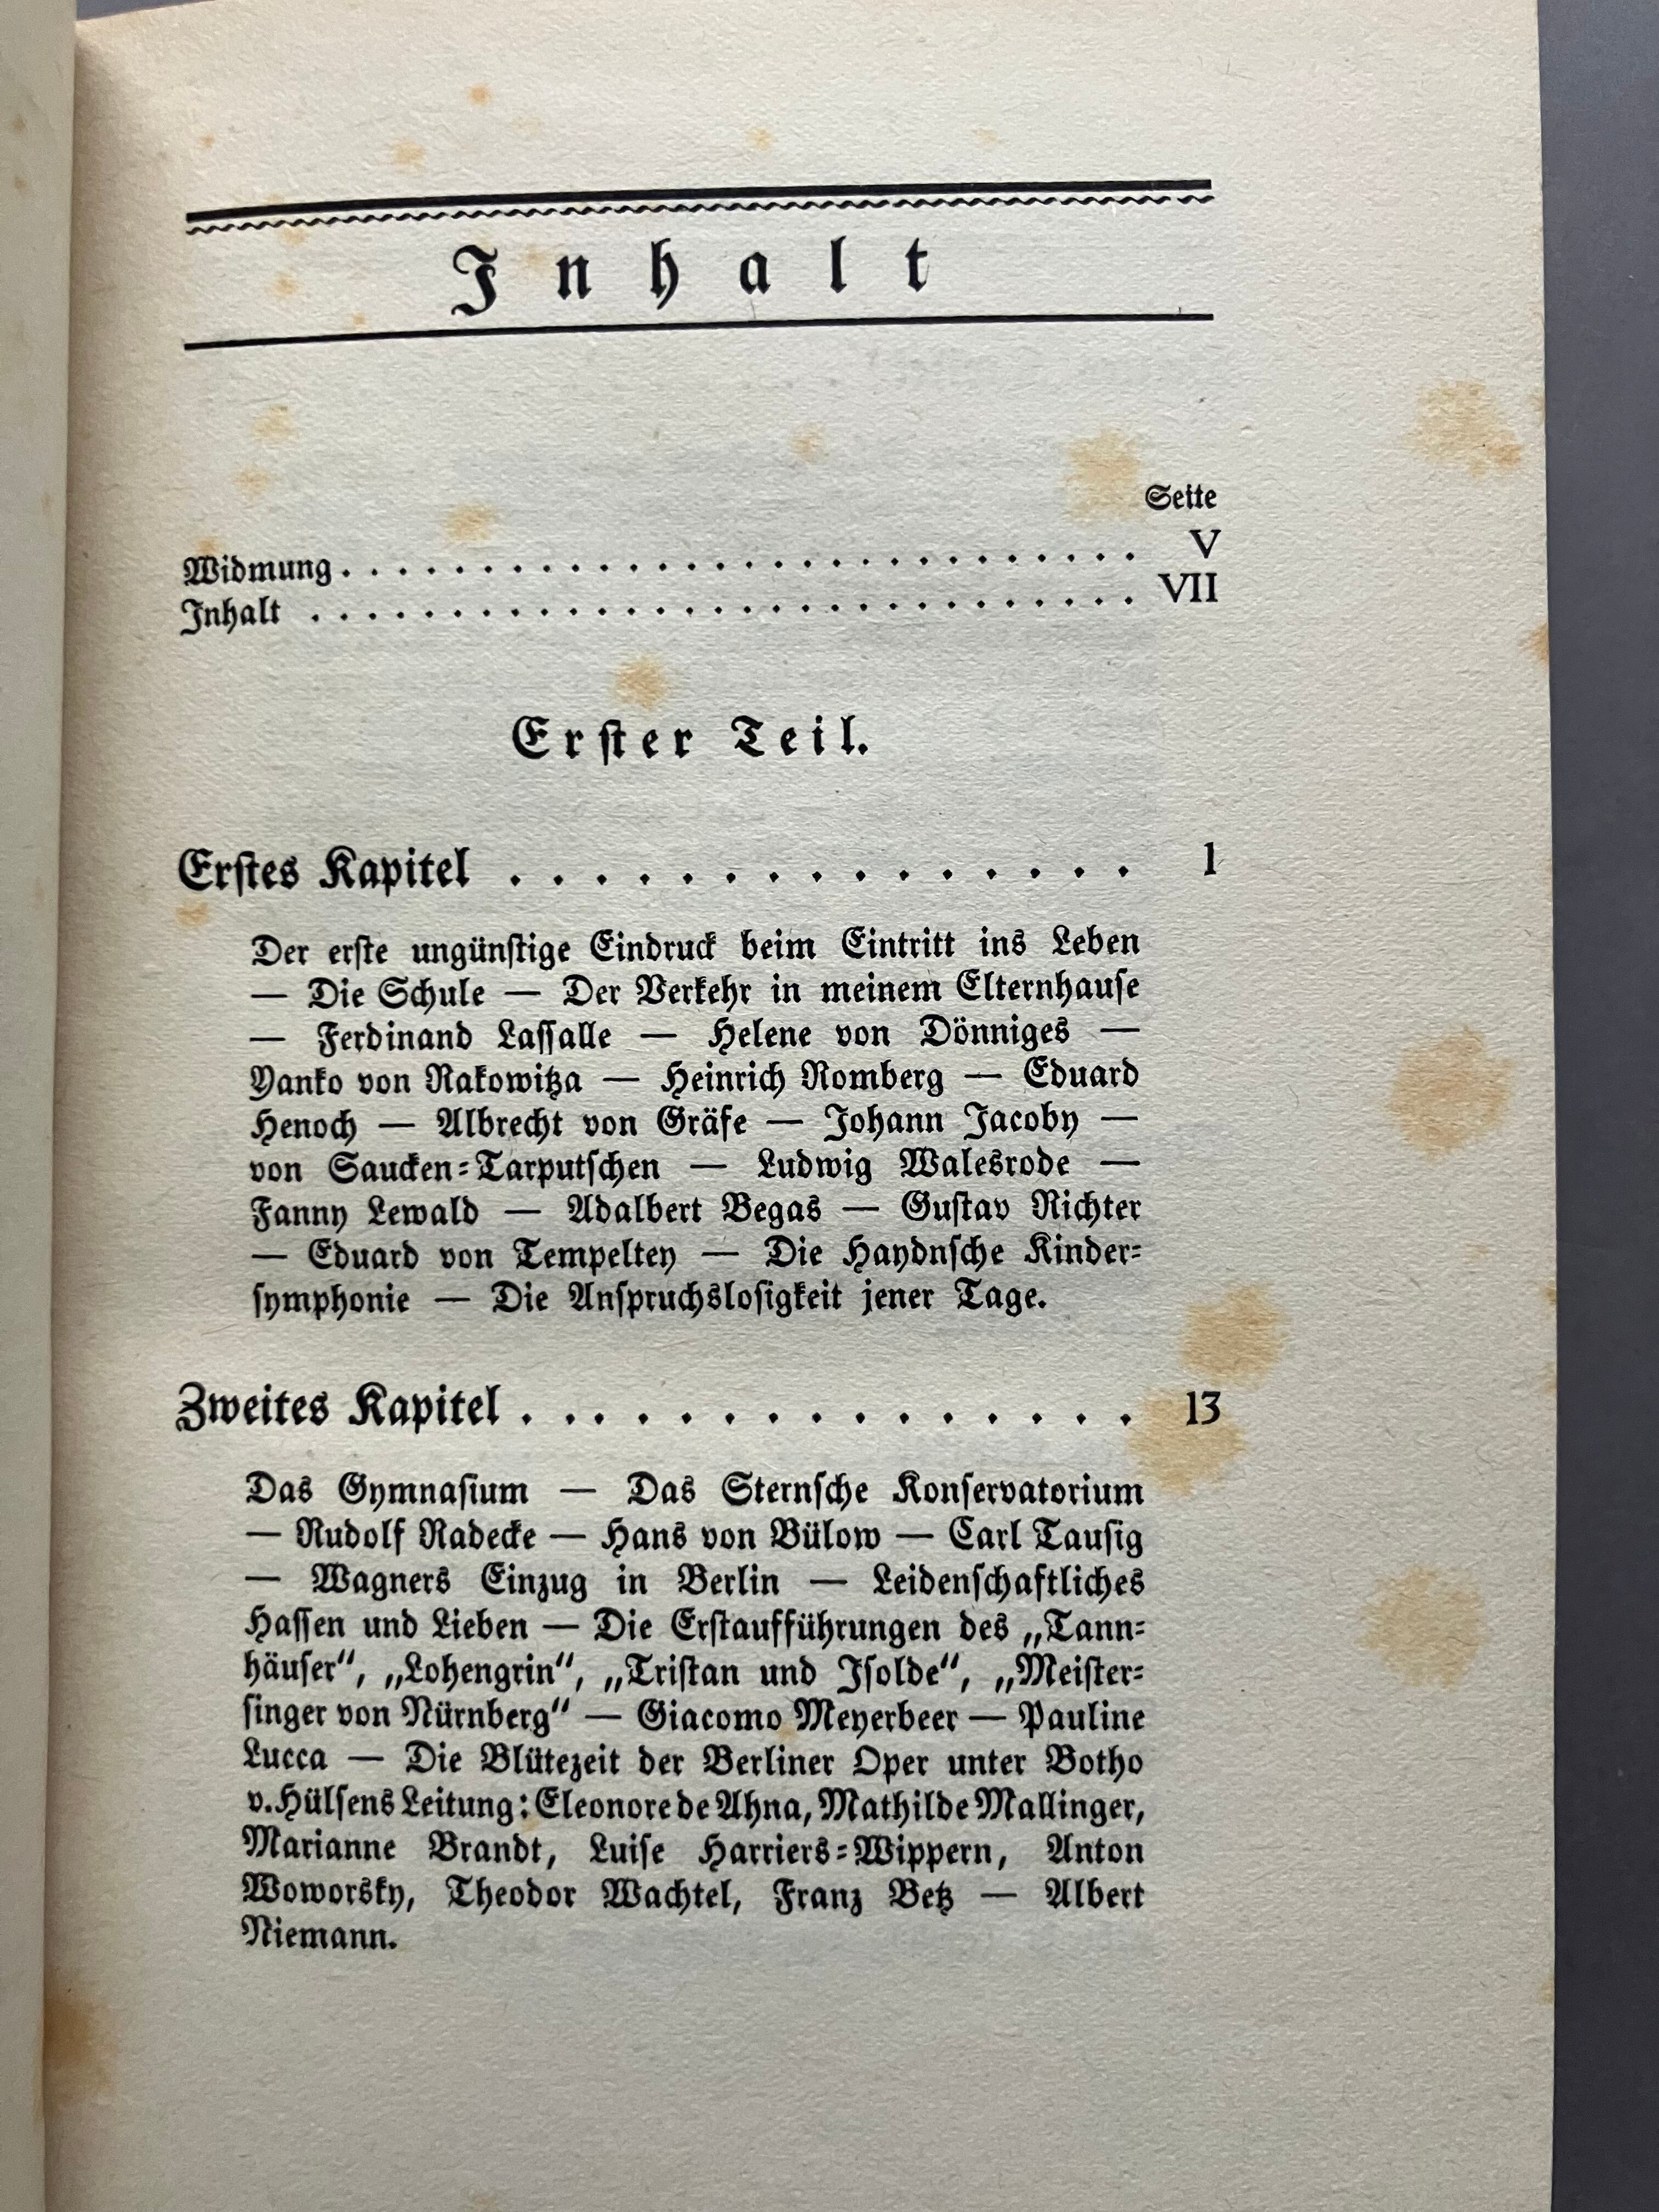 Inhalt
Seite
Widmung . . . . . . . . . . . . . . . . . . . . . . . . . . . . V
Inhalt . . . . . . . . . . . . . . . . . . . . . . . . . . . . . VII
Erster Teil.
Erstes Kapitel . . . . . . . . . . . . . . . 1
Der erste ungünstige Eindruck beim Eintritt ins Leben
— Die Schule — Der Verkehr in meinem Elternhause
— Ferdinand Lassalle — Helene von Dönniges —
Yanko von Rakowitza — Heinrich Romberg — Eduard
Henoch — Albrecht von Gräfe — Johann Jacoby —
von Saucken-Tarputschen — Ludwig Walesrode —
Fanny Lewald — Adalbert Begas — Gustav Richter
— Eduard von Tempeltey — Die Haydnsche Kinder-
symphonie — Die Anspruchslosigkeit jener Tage.
Zweites Kapitel . . . . . . . . . . . . . . . 13
Das Gymnasium — Das Sternsche Konservatorium
— Rudolf Radecke — Hans von Bülow — Carl Tausig
— Wagners Einzug in Berlin — Leidenschaftliches
Hassen und Lieben — Die Erstaufführungen des „Tann-
häuser“, „Lohengrin“, „Tristan und Isolde“, „Meister-
singer von Nürnberg“ — Giacomo Meyerbeer — Pauline
Lucca — Die Blütezeit der Berliner Oper unter Botho
v. Hülsens Leitung: Eleonore de Ahna, Mathilde Mallinger,
Marianne Brandt, Luise Harriers-Wippern, Anton
Woworsky, Theodor Wachtel, Franz Betz — Albert
Niemann.